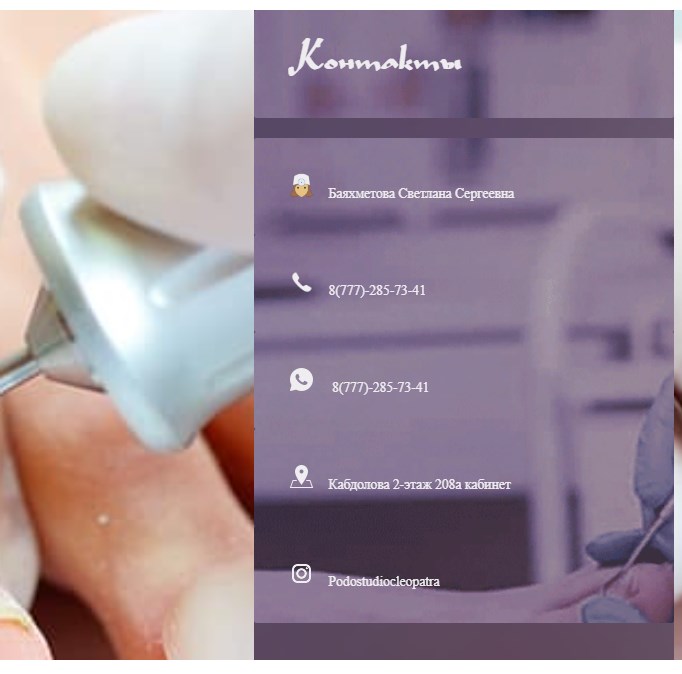 Контакты
Баяхметова Светлана Сергеевна
8(777)-285-73-41
8(777)-285-73-41
Кабдолова 2-этаж 208а кабинет
Podostudiocleopatra